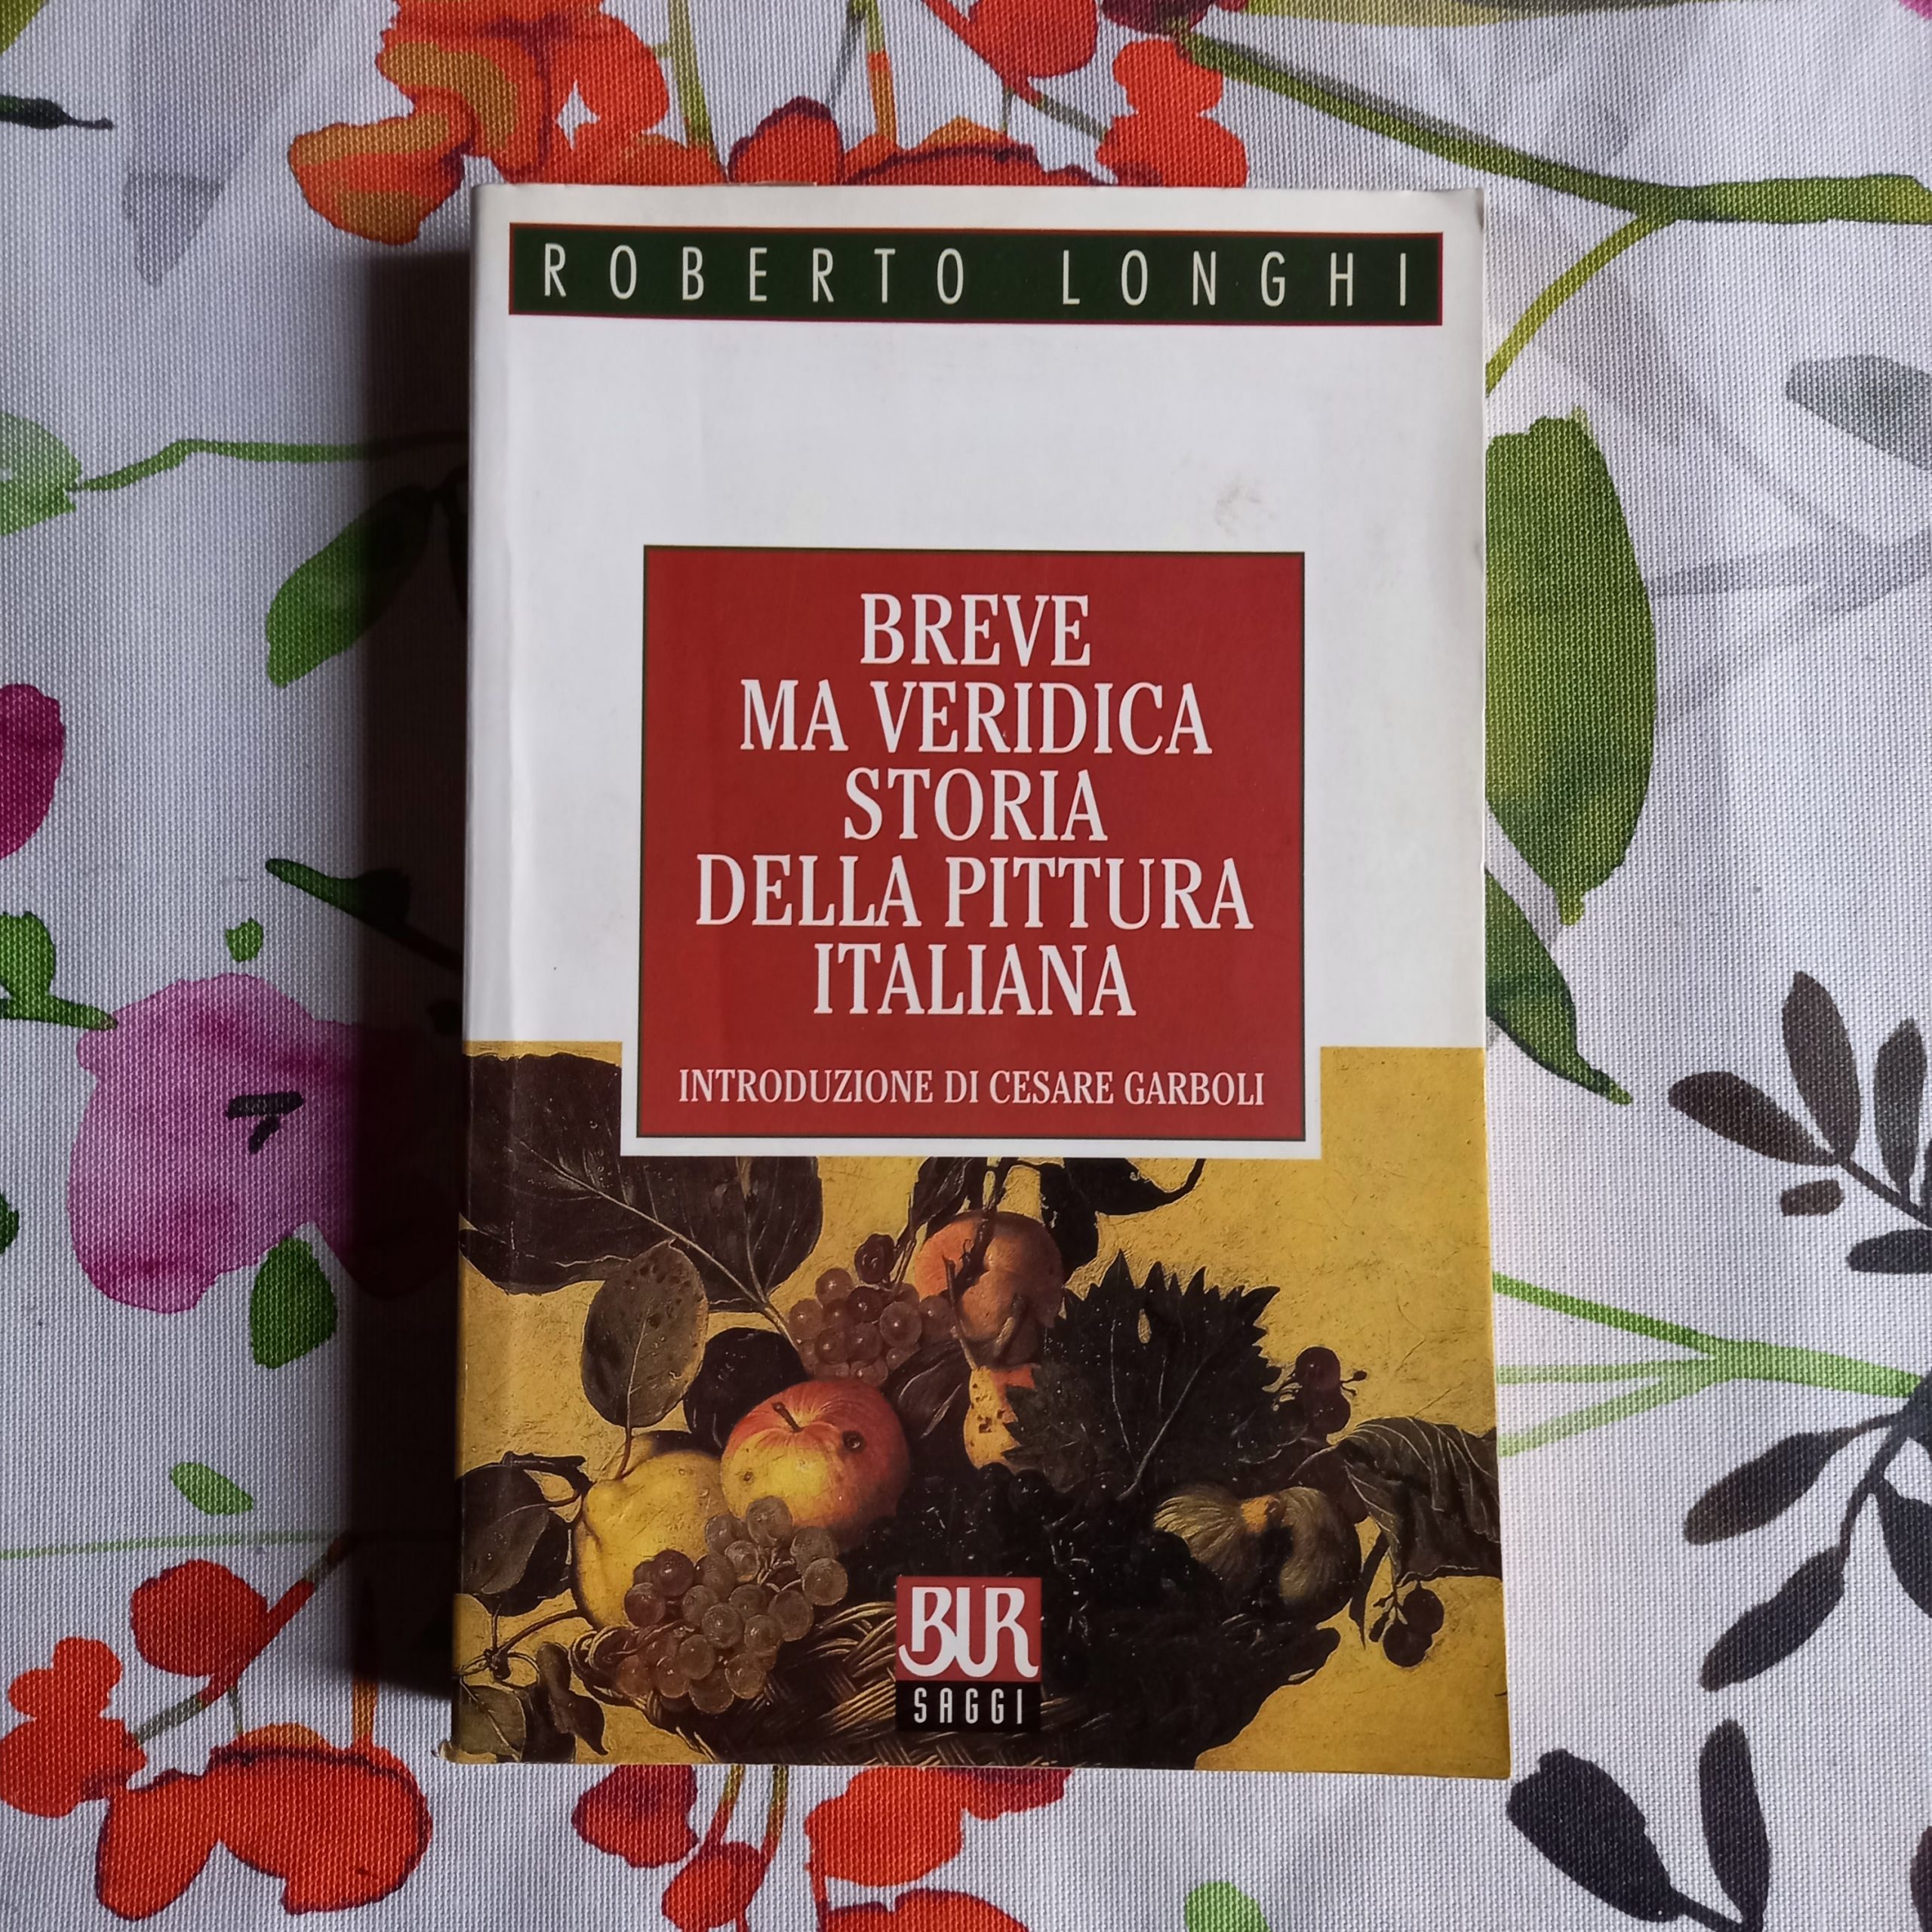 ROBERTO LONGHI
BREVE
MA VERIDICA
STORIA
DELLA PITTURA
ITALIANA
INTRODUZIONE DI CESARE GARBOLI
BUR
SAGGI